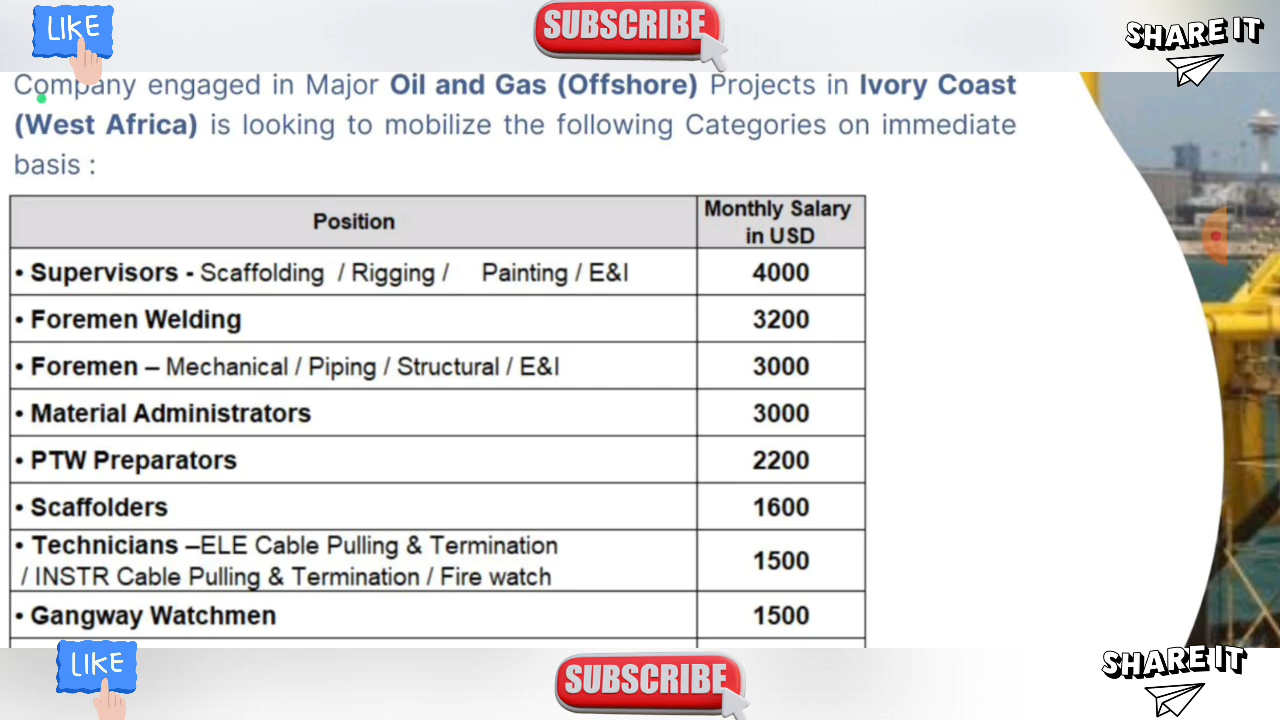 LIKE
SUBSCRIBE
SHARE IT
Company engaged in Major Oil and Gas (Offshore) Projects in Ivory Coast
(West Africa) is looking to mobilize the following Categories on immediate
basis :
Position
Monthly Salary
in USD
• Supervisors - Scaffolding / Rigging / Painting / E&I
4000
• Foremen Welding
3200
• Foremen – Mechanical / Piping / Structural / E&I
3000
• Material Administrators
3000
• PTW Preparators
2200
• Scaffolders
1600
• Technicians –ELE Cable Pulling & Termination
/ INSTR Cable Pulling & Termination / Fire watch
1500
• Gangway Watchmen
1500
LIKE
SUBSCRIBE
SHARE IT